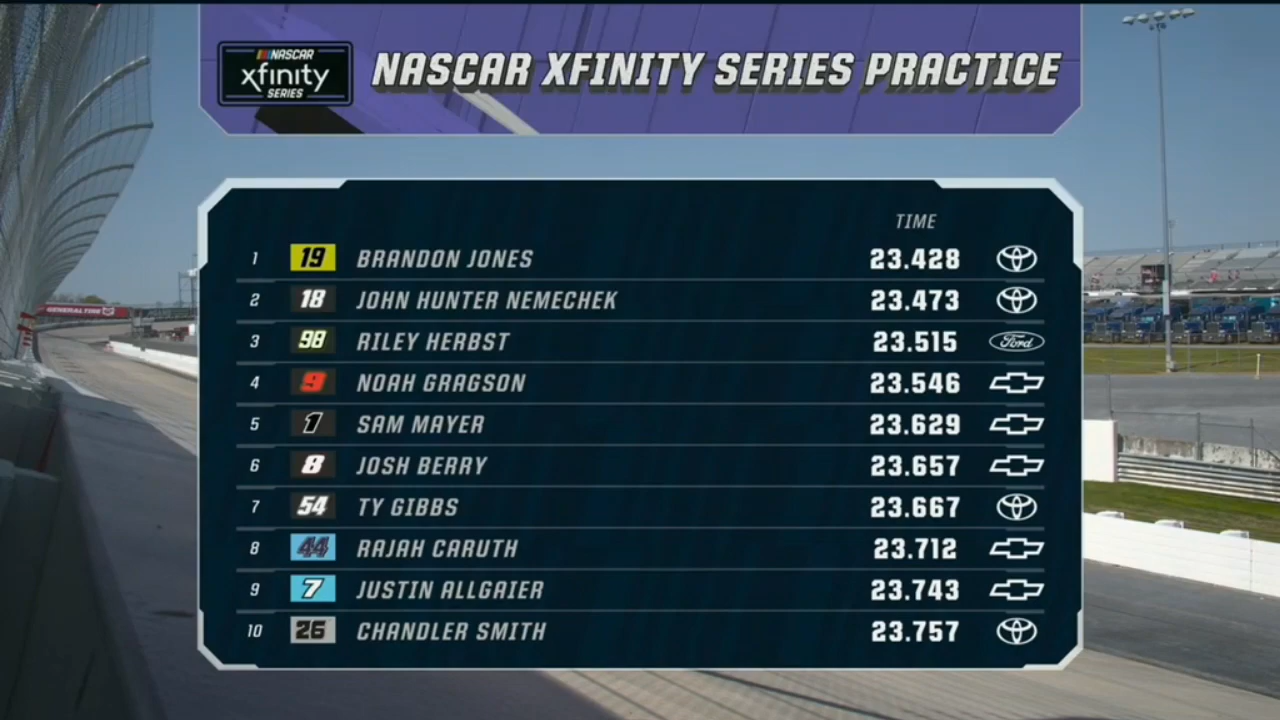 NASCAR
xfinity
SERIES
NASCAR XFINITY SERIES PRACTICE
TIME
1 19 BRANDON JONES 23.428
2 18 JOHN HUNTER NEMECHEK 23.473
3 98 RILEY HERBST 23.515 Ford
4 9 NOAH GRAGSON 23.546
5 1 SAM MAYER 23.629
6 8 JOSH BERRY 23.657
7 54 TY GIBBS 23.667
8 44 RAJAH CARUTH 23.712
9 7 JUSTIN ALLGAIER 23.743
10 26 CHANDLER SMITH 23.757
GENERAL TIRE